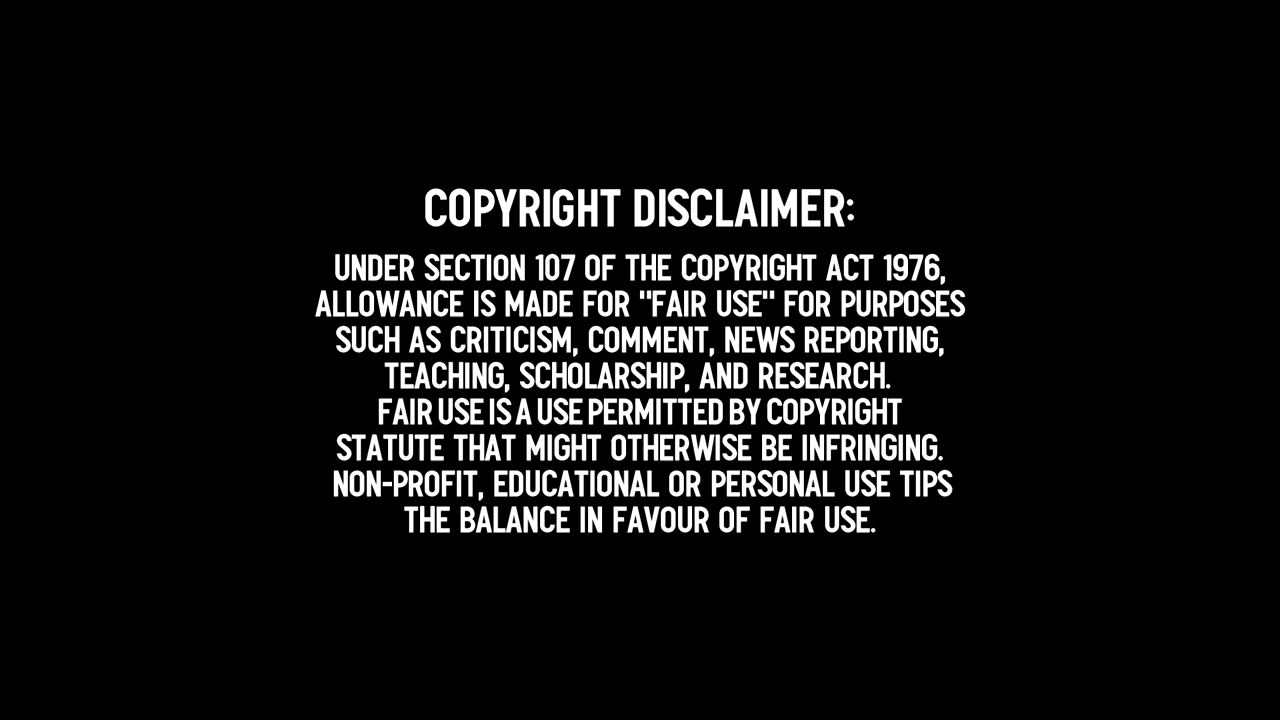 COPYRIGHT DISCLAIMER:
UNDER SECTION 107 OF THE COPYRIGHT ACT 1976,
ALLOWANCE IS MADE FOR "FAIR USE" FOR PURPOSES
SUCH AS CRITICISM, COMMENT, NEWS REPORTING,
TEACHING, SCHOLARSHIP, AND RESEARCH.
FAIR USE IS A USE PERMITTED BY COPYRIGHT
STATUTE THAT MIGHT OTHERWISE BE INFRINGING.
NON-PROFIT, EDUCATIONAL OR PERSONAL USE TIPS
THE BALANCE IN FAVOUR OF FAIR USE.